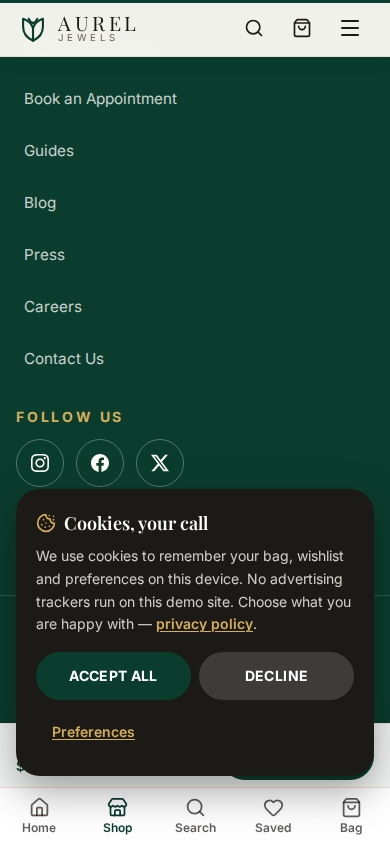 AUREL
JEWELS
Book an Appointment
Guides
Blog
Press
Careers
Contact Us
FOLLOW US
Cookies, your call
We use cookies to remember your bag, wishlist
and preferences on this device. No advertising
trackers run on this demo site. Choose what you
are happy with — privacy policy.
ACCEPT ALL
DECLINE
Preferences
Home
Shop
Search
Saved
Bag